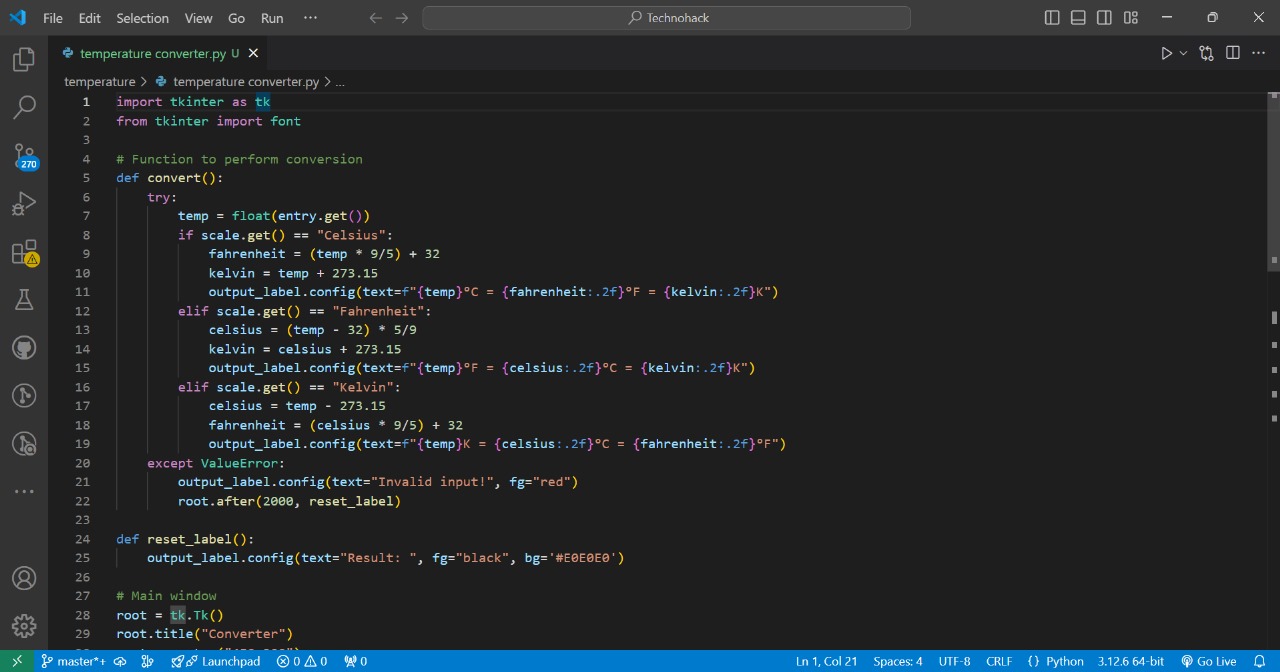 File Edit Selection View Go Run ··· Technohack
temperature converter.py U
temperature > temperature converter.py > ...
1 import tkinter as tk
2 from tkinter import font
3
4 # Function to perform conversion
5 def convert():
6     try:
7         temp = float(entry.get())
8         if scale.get() == "Celsius":
9             fahrenheit = (temp * 9/5) + 32
10             kelvin = temp + 273.15
11             output_label.config(text=f"{temp}°C = {fahrenheit:.2f}°F = {kelvin:.2f}K")
12         elif scale.get() == "Fahrenheit":
13             celsius = (temp - 32) * 5/9
14             kelvin = celsius + 273.15
15             output_label.config(text=f"{temp}°F = {celsius:.2f}°C = {kelvin:.2f}K")
16         elif scale.get() == "Kelvin":
17             celsius = temp - 273.15
18             fahrenheit = (celsius * 9/5) + 32
19             output_label.config(text=f"{temp}K = {celsius:.2f}°C = {fahrenheit:.2f}°F")
20     except ValueError:
21         output_label.config(text="Invalid input!", fg="red")
22         root.after(2000, reset_label)
23
24 def reset_label():
25     output_label.config(text="Result: ", fg="black", bg='#E0E0E0')
26
27 # Main window
28 root = tk.Tk()
29 root.title("Converter")
270
master*+ Launchpad 0 0 0 Ln 1, Col 21 Spaces: 4 UTF-8 CRLF {} Python 3.12.6 64-bit Go Live